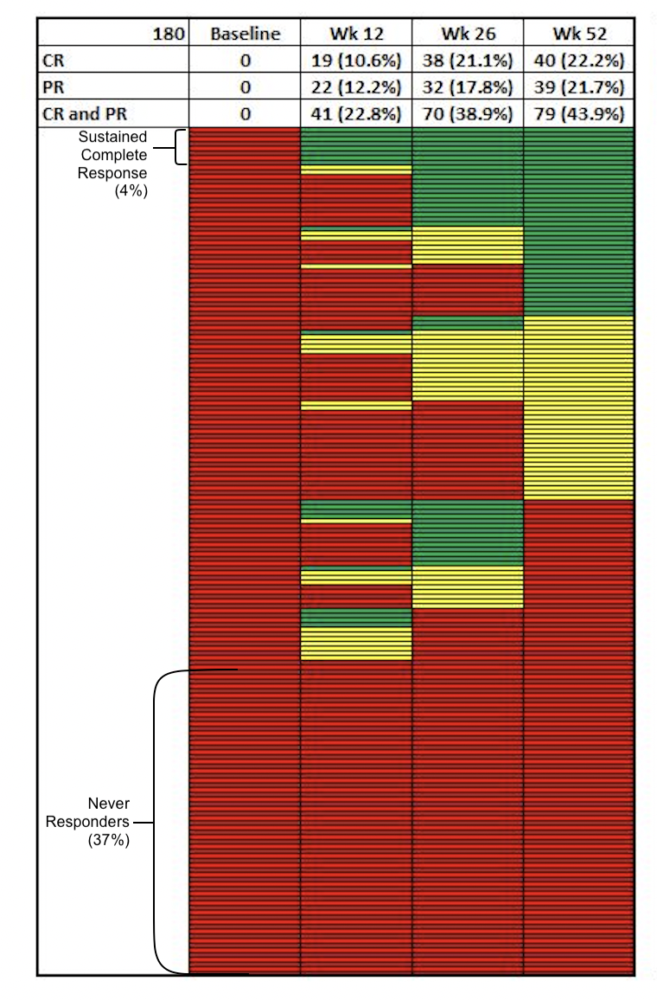 180 Baseline Wk 12 Wk 26 Wk 52
CR 0 19 (10.6%) 38 (21.1%) 40 (22.2%)
PR 0 22 (12.2%) 32 (17.8%) 39 (21.7%)
CR and PR 0 41 (22.8%) 70 (38.9%) 79 (43.9%)
Sustained
Complete
Response
(4%)
Never
Responders
(37%)